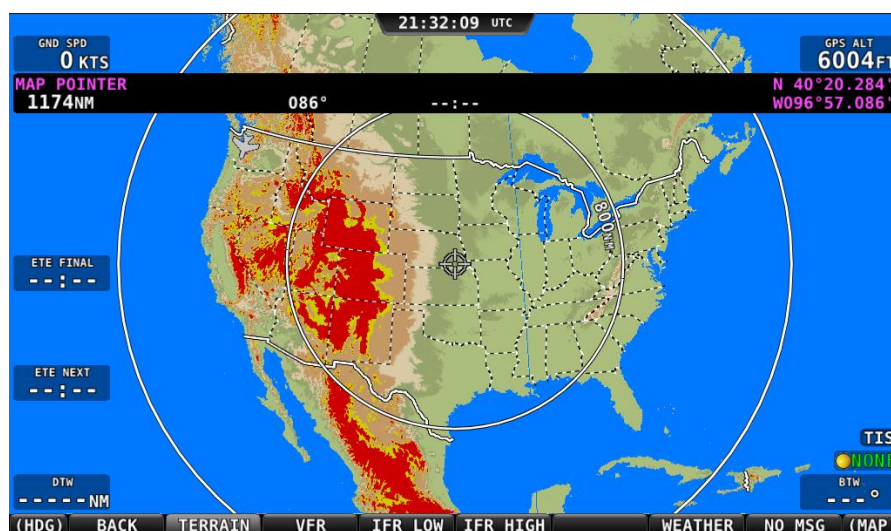 21:32:09 UTC
GND SPD
0 KTS
GPS ALT
6004FT
MAP POINTER
1174NM 086° --:--
N 40°20.284'
W096°57.086'
800NM
ETE FINAL
--:--
ETE NEXT
--:--
TIS
NONE
DTW
-----NM
BTW
---°
(HDG) BACK TERRAIN VFR IFR LOW IFR HIGH WEATHER NO MSG (MAP